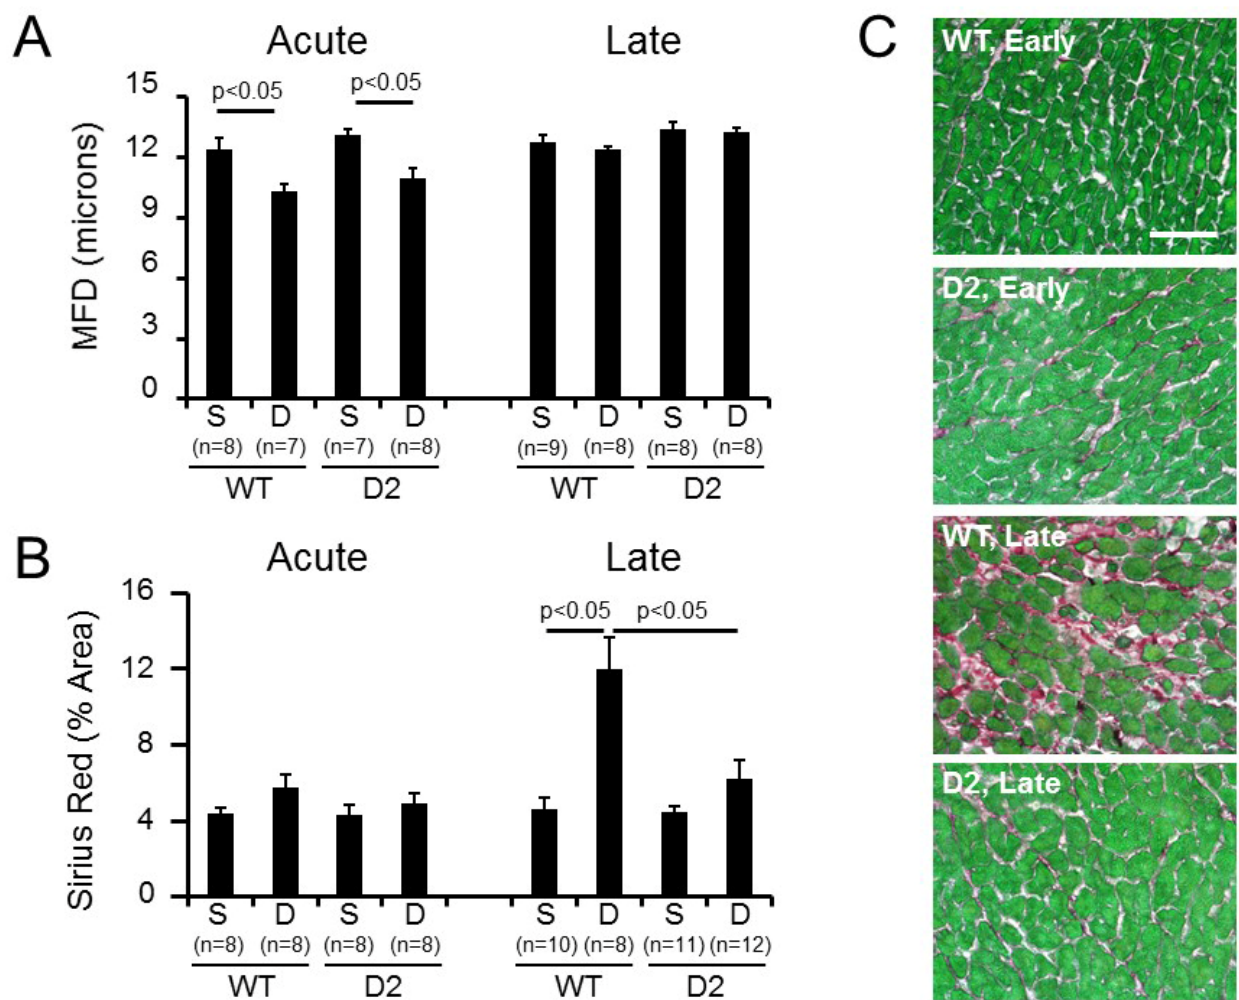 A
Acute
Late
p<0.05
p<0.05
MFD (microns)
15
12
9
6
3
0
S D S D S D S D
(n=8) (n=7) (n=7) (n=8) (n=9) (n=8) (n=8) (n=8)
WT D2 WT D2
B
Acute
Late
p<0.05 p<0.05
Sirius Red (% Area)
16
12
8
4
0
S D S D S D S D
(n=8) (n=8) (n=8) (n=8) (n=10) (n=8) (n=11) (n=12)
WT D2 WT D2
C
WT, Early
D2, Early
WT, Late
D2, Late